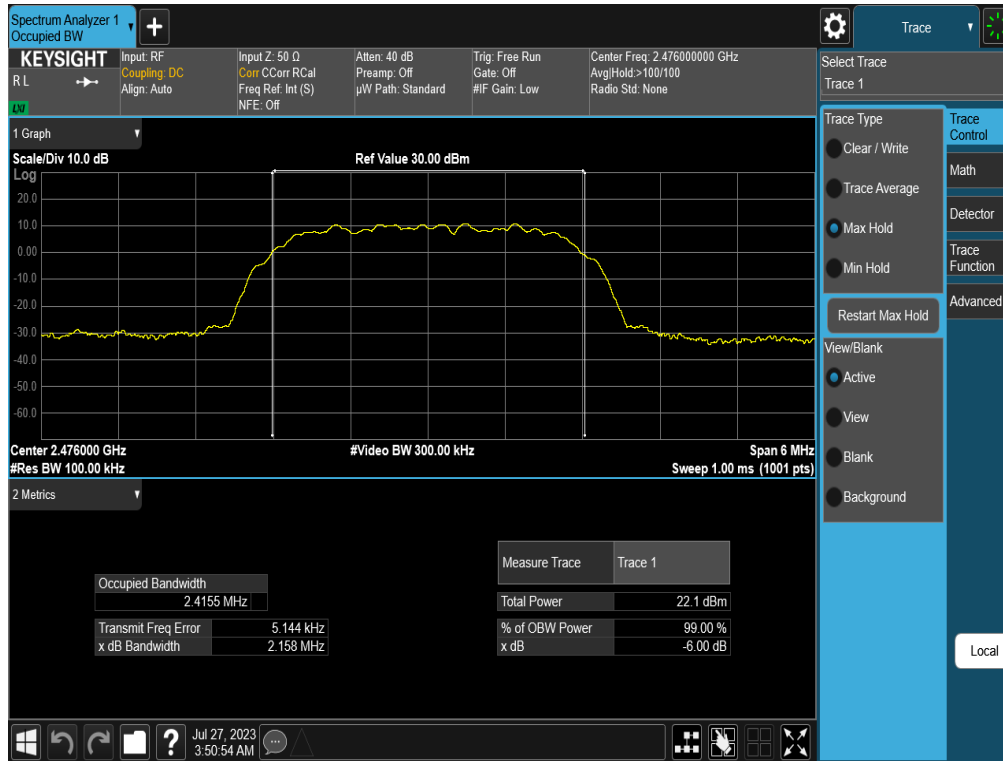 Spectrum Analyzer 1
Occupied BW
Trace
KEYSIGHT
R L
LXI
Input: RF
Coupling: DC
Align: Auto
Input Z: 50 Ω
Corr CCorr RCal
Freq Ref: Int (S)
NFE: Off
Atten: 40 dB
Preamp: Off
µW Path: Standard
Trig: Free Run
Gate: Off
#IF Gain: Low
Center Freq: 2.476000000 GHz
Avg|Hold:>100/100
Radio Std: None
Select Trace
Trace 1
1 Graph
Scale/Div 10.0 dB
Ref Value 30.00 dBm
Log
20.0
10.0
0.00
-10.0
-20.0
-30.0
-40.0
-50.0
-60.0
Center 2.476000 GHz
#Video BW 300.00 kHz
Span 6 MHz
#Res BW 100.00 kHz
Sweep 1.00 ms (1001 pts)
2 Metrics
Occupied Bandwidth
2.4155 MHz
Transmit Freq Error 5.144 kHz
x dB Bandwidth 2.158 MHz
Measure Trace Trace 1
Total Power 22.1 dBm
% of OBW Power 99.00 %
x dB -6.00 dB
Trace Type
Clear / Write
Trace Average
Max Hold
Min Hold
Restart Max Hold
View/Blank
Active
View
Blank
Background
Trace
Control
Math
Detector
Trace
Function
Advanced
Local
?
Jul 27, 2023
3:50:54 AM